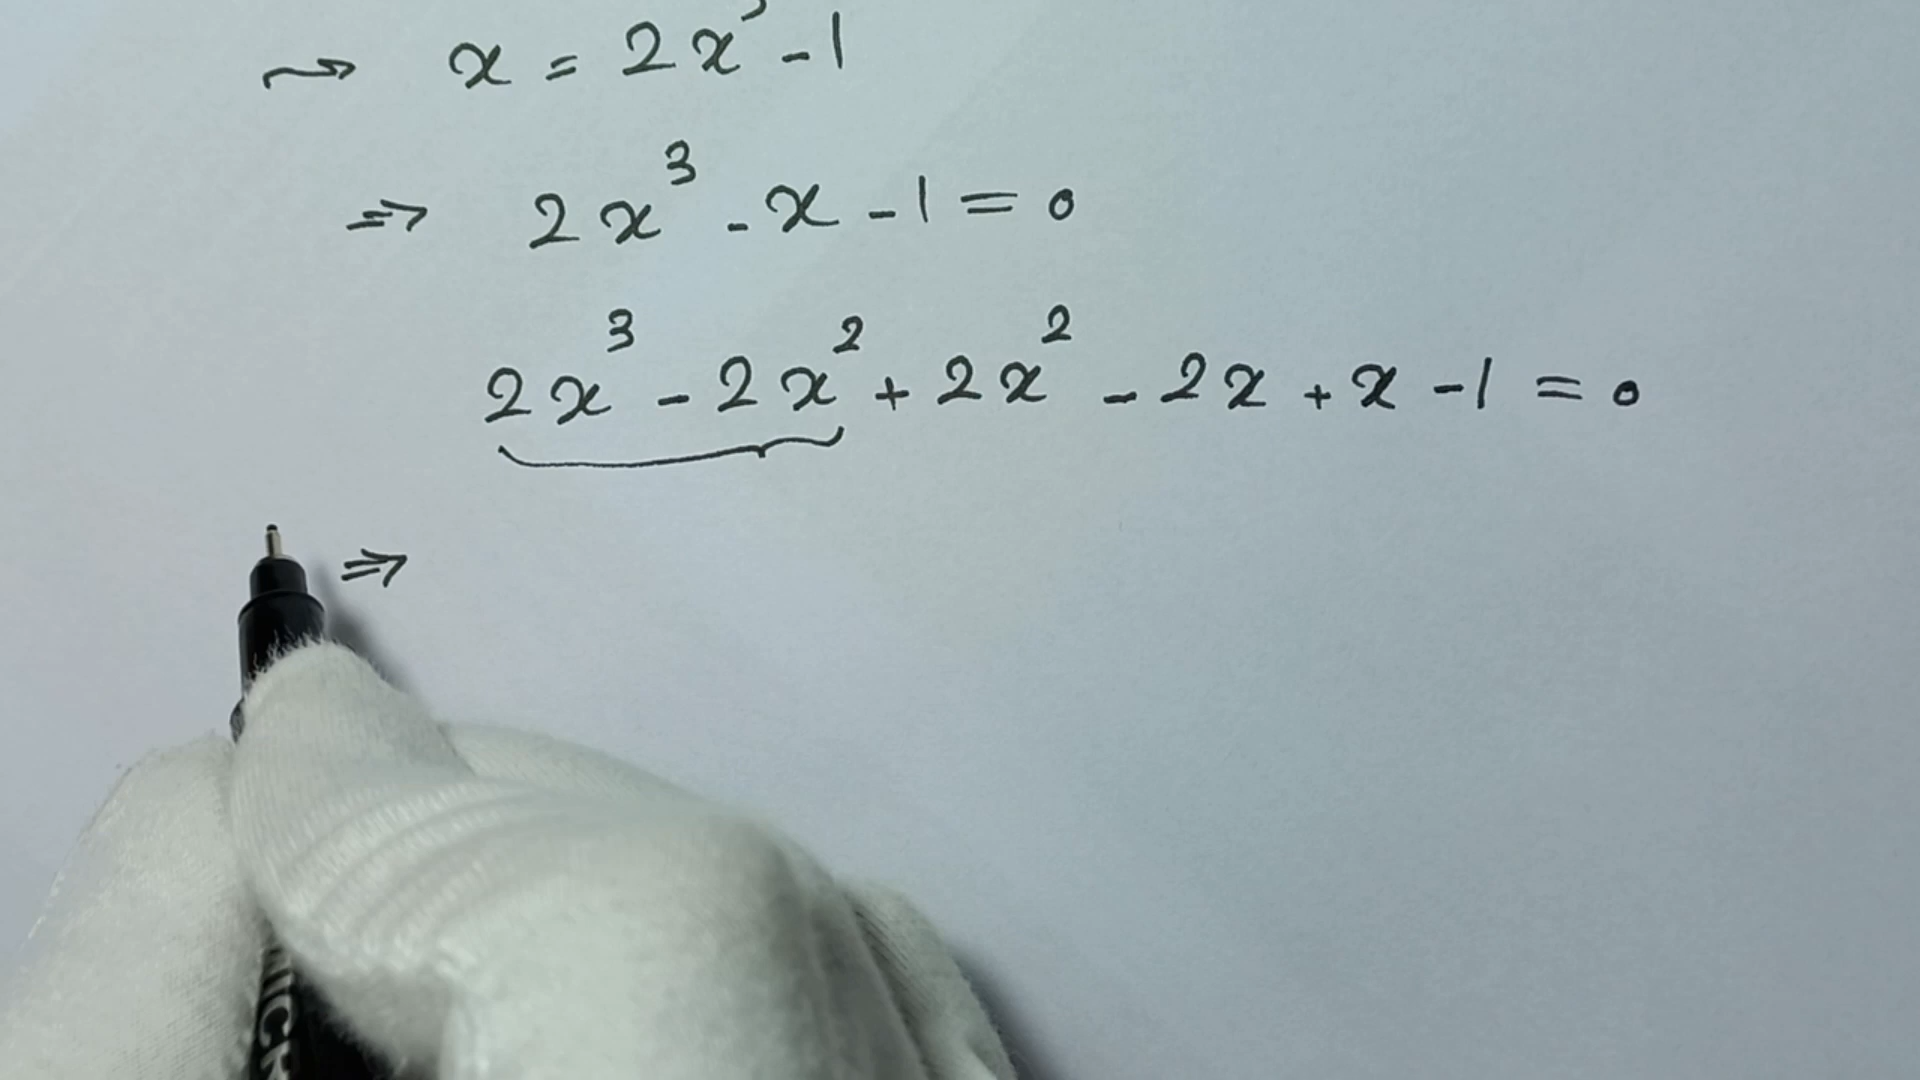 ⇝ x = 2x³ - 1
⇒ 2x³ - x - 1 = 0
2x³ - 2x² + 2x² - 2x + x - 1 = 0
⇒